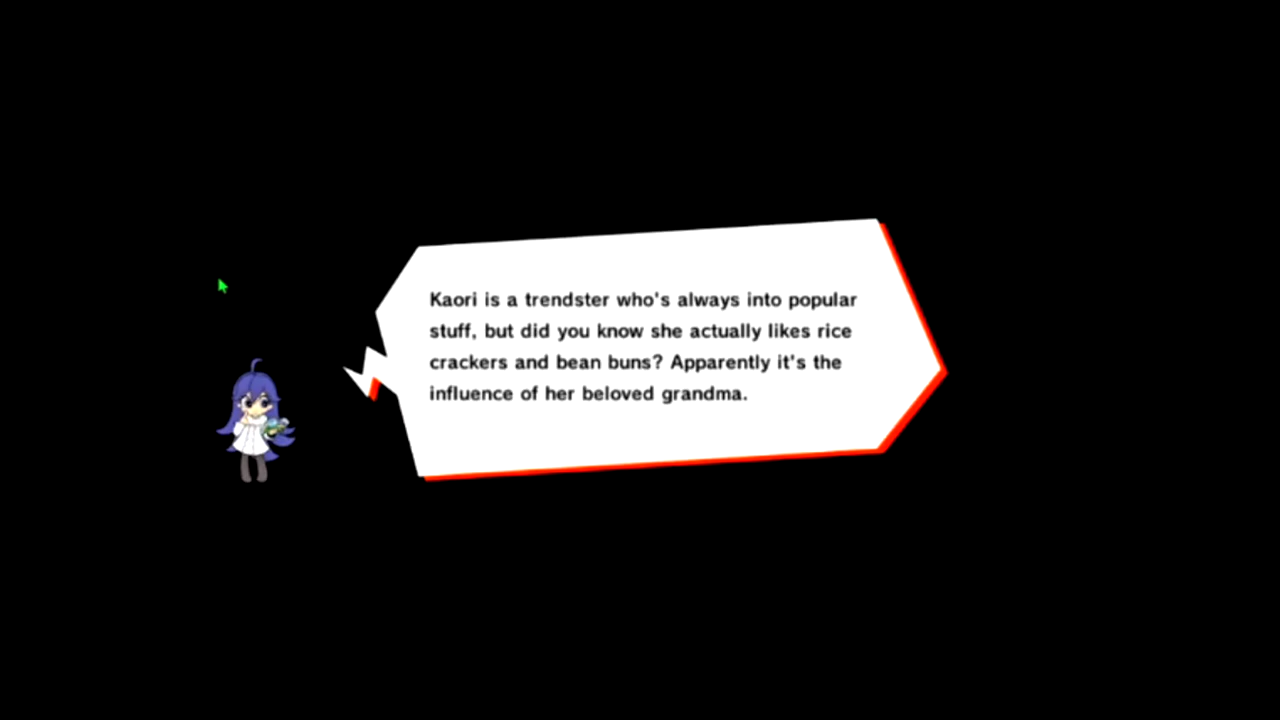 Kaori is a trendster who's always into popular
stuff, but did you know she actually likes rice
crackers and bean buns? Apparently it's the
influence of her beloved grandma.